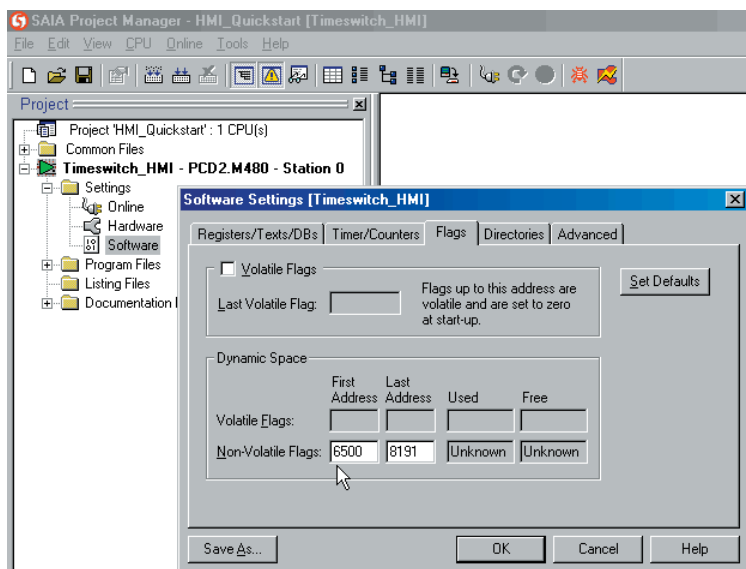 SAIA Project Manager - HMI_Quickstart [Timeswitch_HMI]
File Edit View CPU Online Tools Help
Project
Project 'HMI_Quickstart' : 1 CPU(s)
Common Files
Timeswitch_HMI - PCD2.M480 - Station 0
Settings
Online
Hardware
Software
Program Files
Listing Files
Documentation
Software Settings [Timeswitch_HMI]
Registers/Texts/DBs Timer/Counters Flags Directories Advanced
Volatile Flags
Last Volatile Flag:
Flags up to this address are
volatile and are set to zero
at start-up.
Set Defaults
Dynamic Space
First Address Last Address Used Free
Volatile Flags:
Non-Volatile Flags: 6500 8191 Unknown Unknown
Save As... OK Cancel Help